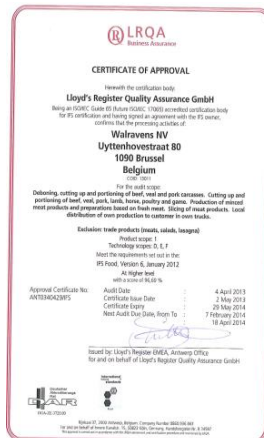 LRQA
Business Assurance
CERTIFICATE OF APPROVAL
Herewith the certification body
Lloyd's Register Quality Assurance GmbH
Being an ISO/IEC Guide 65 (future ISO/IEC 17065) accredited certification body
for IFS certification and having signed an agreement with the IFS owner,
confirms that the processing activities of
Walravens NV
Uyttenhovestraat 80
1090 Brussel
Belgium
For the audit scope:
Deboning, cutting up and portioning of beef, veal and pork carcasses. Cutting up and
portioning of beef, veal, pork, lamb, horse, poultry and game. Production of minced
meat products and preparations based on fresh meat. Slicing of meat products. Local
distribution of own production to customer in own trucks.
Exclusion: trade products (meats, salads, lasagna)
Product scope: 1
Technology scopes: D, E, F
Meet the requirements set out in the
IFS Food, Version 6, January 2012
At Higher level
with a score of 96,60 %
Approval Certificate No: Audit Date : 4 April 2013
ANT0340429/IFS Certificate Issue Date : 2 May 2013
Certificate Expiry : 29 May 2014
Next Audit Due Date, From To : 7 February 2014
18 April 2014
Issued by: Lloyd's Register EMEA, Antwerp Office
for and on behalf of Lloyd's Register Quality Assurance GmbH